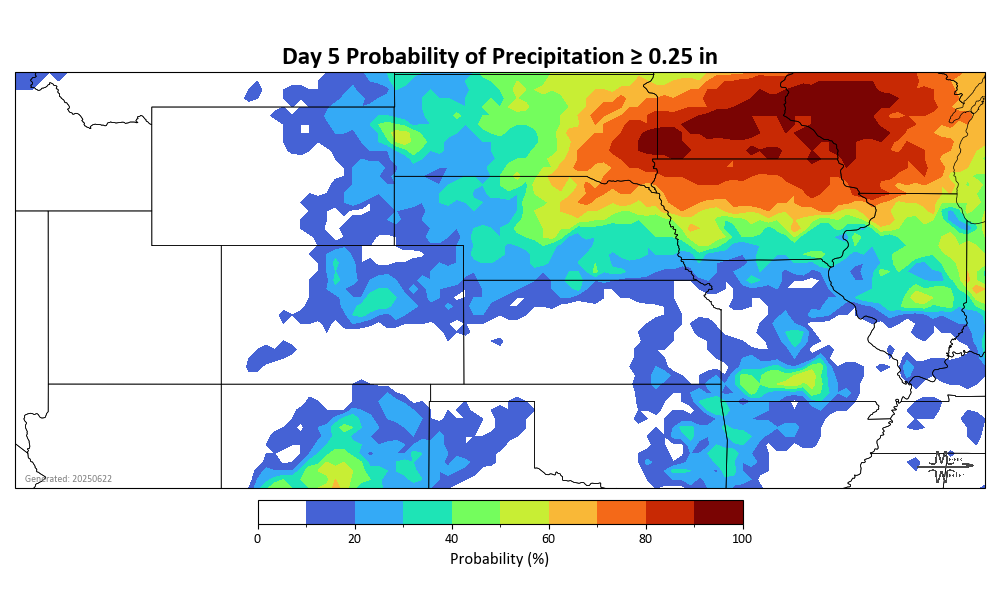 Day 5 Probability of Precipitation ≥ 0.25 in
Generated: 20250622
0 20 40 60 80 100
Probability (%)